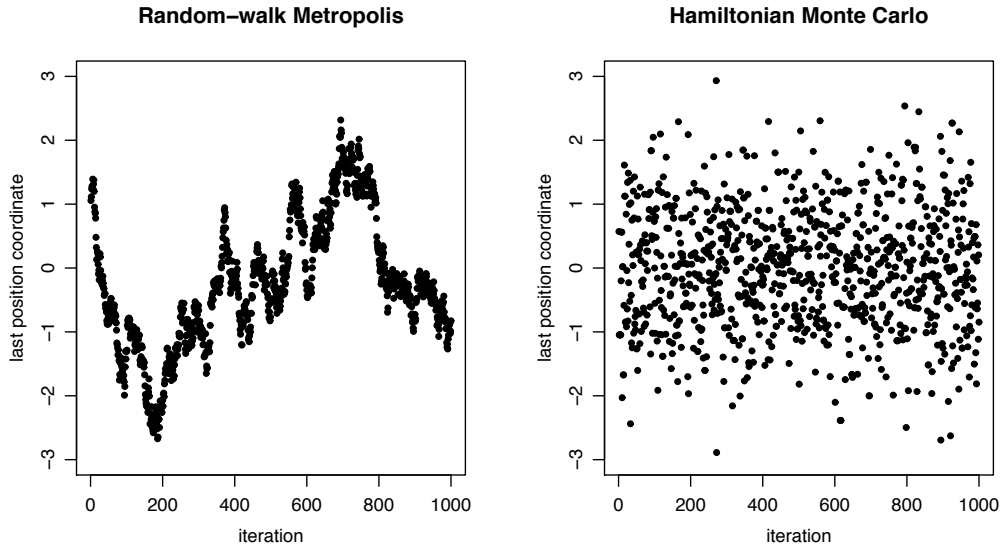 Random−walk Metropolis
3
2
1
0
−1
−2
−3
last position coordinate
0 200 400 600 800 1000
iteration
Hamiltonian Monte Carlo
3
2
1
0
−1
−2
−3
last position coordinate
0 200 400 600 800 1000
iteration